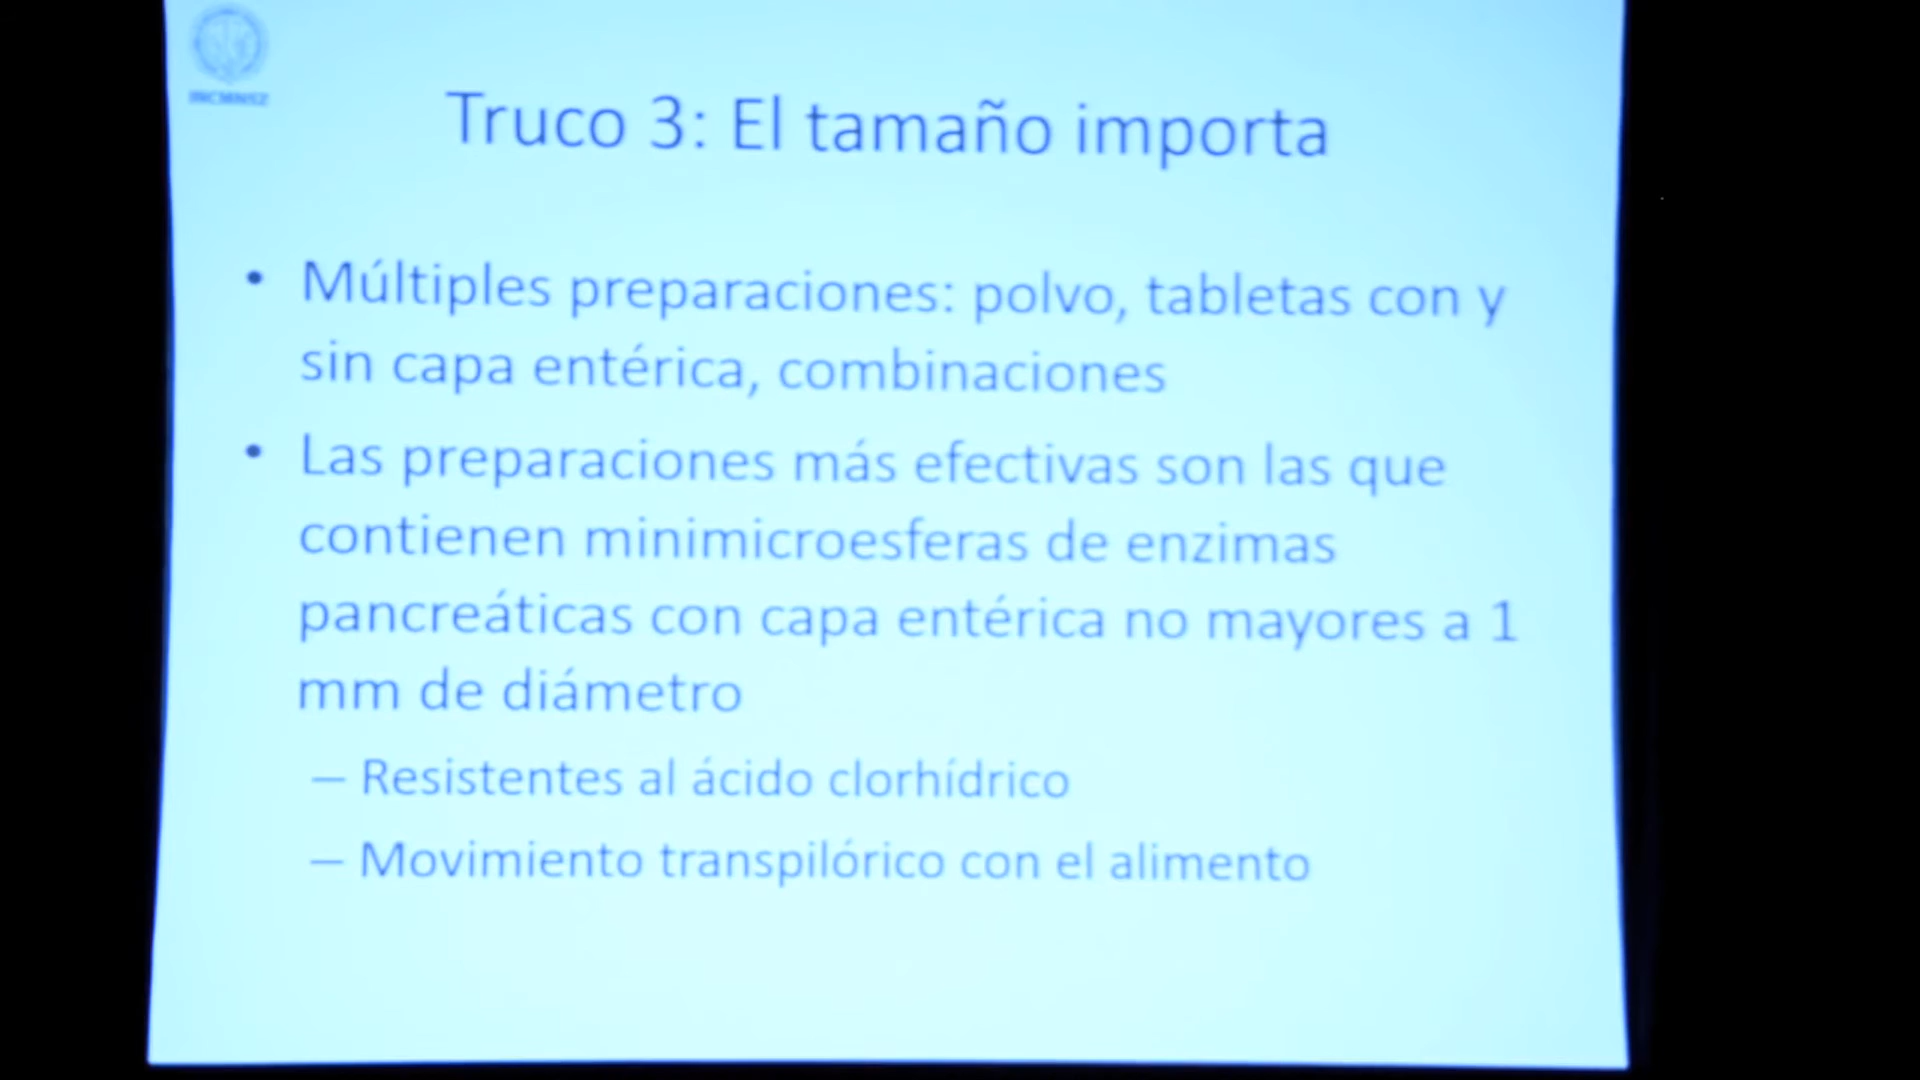 INCMNSZ
Truco 3: El tamaño importa
• Múltiples preparaciones: polvo, tabletas con y
sin capa entérica, combinaciones
• Las preparaciones más efectivas son las que
contienen minimicroesferas de enzimas
pancreáticas con capa entérica no mayores a 1
mm de diámetro
– Resistentes al ácido clorhídrico
– Movimiento transpilórico con el alimento